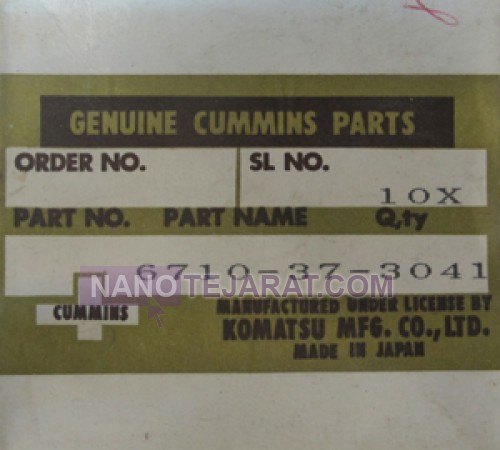 GENUINE CUMMINS PARTS
ORDER NO. SL NO.
10X
PART NO. PART NAME Q,ty
6710-37-3041
NANOTEJARAT.COM
CUMMINS
MANUFACTURED UNDER LICENSE BY
KOMATSU MFG. CO., LTD.
MADE IN JAPAN